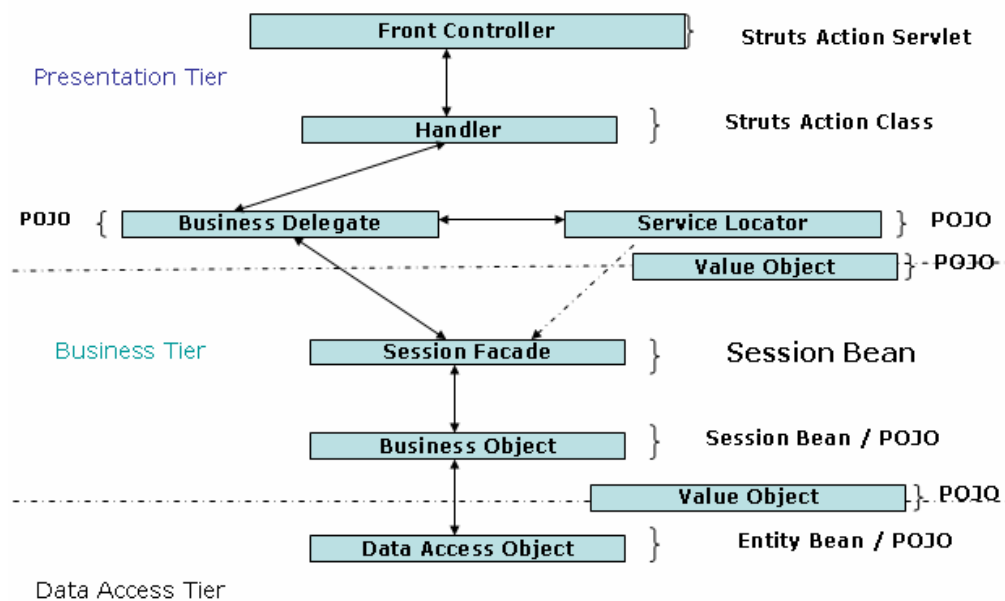 Front Controller
Struts Action Servlet
Presentation Tier
Handler
Struts Action Class
POJO
Business Delegate
Service Locator
POJO
Value Object
POJO
Business Tier
Session Facade
Session Bean
Business Object
Session Bean / POJO
Value Object
POJO
Data Access Object
Entity Bean / POJO
Data Access Tier